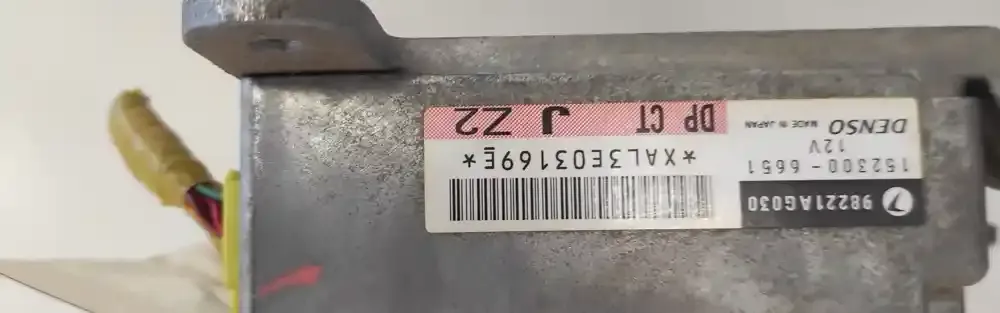 98221AG030
152300-6651
12V
DENSO
MADE IN JAPAN
*XAL3E03169E*
DP CT J Z2